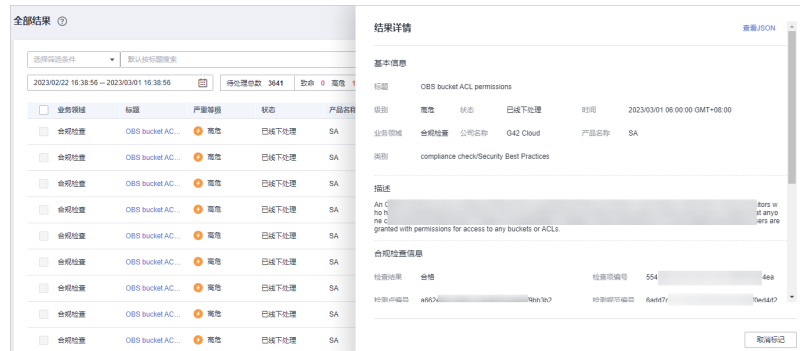 全部结果
选择筛选条件 默认按标题搜索
2023/02/22 16:38:56 – 2023/03/01 16:38:56 待处理总数 3641 致命 0 高危 1
业务领域 标题 严重等级 状态 产品名称
合规检查 OBS bucket AC... 高危 已线下处理 SA
合规检查 OBS bucket AC... 高危 已线下处理 SA
合规检查 OBS bucket AC... 高危 已线下处理 SA
合规检查 OBS bucket AC... 高危 已线下处理 SA
合规检查 OBS bucket AC... 高危 已线下处理 SA
合规检查 OBS bucket AC... 高危 已线下处理 SA
合规检查 OBS bucket AC... 高危 已线下处理 SA
合规检查 OBS bucket AC... 高危 已线下处理 SA
合规检查 OBS bucket AC... 高危 已线下处理 SA
结果详情 查看JSON
基本信息
标题 OBS bucket ACL permissions
级别 高危 状态 已线下处理 时间 2023/03/01 06:00:00 GMT+08:00
业务领域 合规检查 公司名称 G42 Cloud 产品名称 SA
类别 compliance check/Security Best Practices
描述
An
ho
ne
granted with permissions for access to any buckets or ACLs.
合规检查信息
检查结果 合格 检查项编号 554 4ea
检测点编号 检测规范编号
取消标记